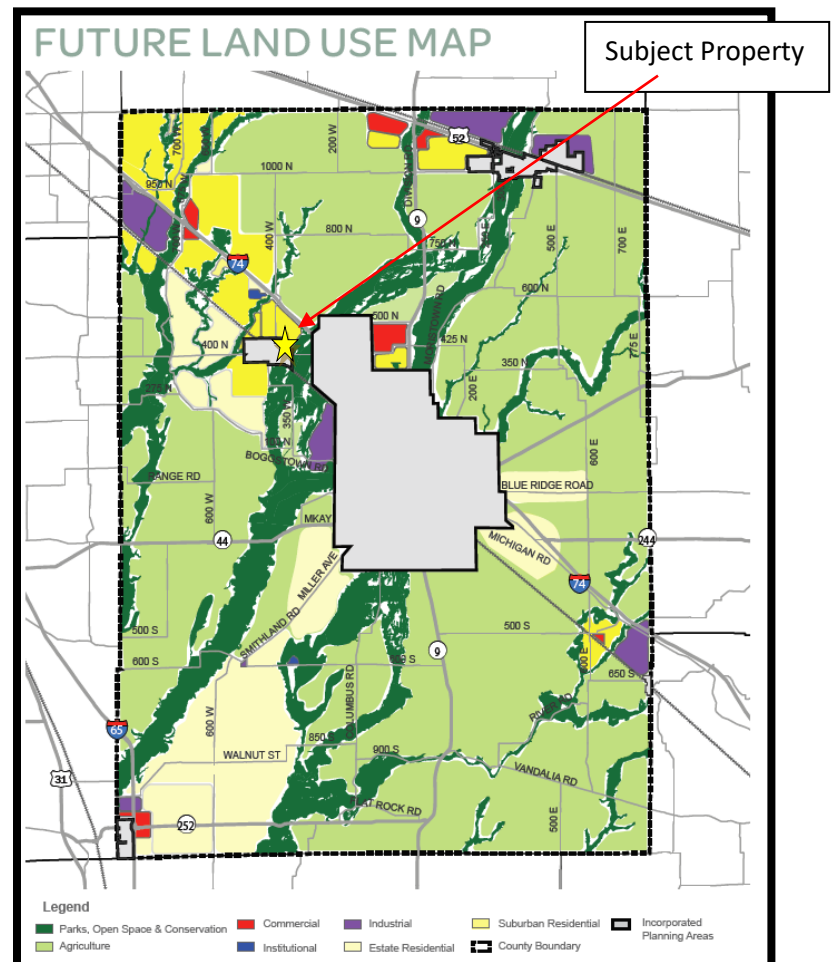 FUTURE LAND USE MAP
Subject Property
700 W
200 W
52
1000 N
950 N
9
400 W
800 N
750 N
500 E
700 E
74
600 N
500 N
425 N
400 N
350 N
775 E
275 N
200 E
350 W
BOGGSTOWN RD
RANGE RD
600 W
600 E
BLUE RIDGE ROAD
MKAY
44
MILLER AVE
MICHIGAN RD
244
74
SMITHLAND RD
500 S
500 S
9
600 S
650 S
COLUMBUS RD
600 W
RIVER RD
65
850 S
900 S
WALNUT ST
VANDALIA RD
31
FLAT ROCK RD
252
500 E
Legend
Parks, Open Space & Conservation
Commercial
Industrial
Suburban Residential
Incorporated
Planning Areas
Agriculture
Institutional
Estate Residential
County Boundary